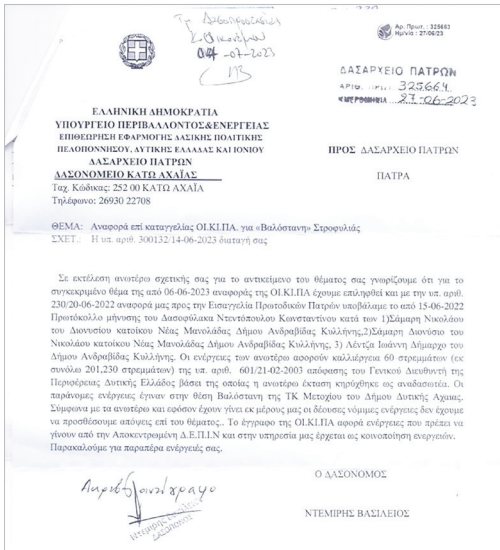 Αρ. Πρωτ. : 325663
Ημ/νία : 27/06/23
-07-2023
ΔΑΣΑΡΧΕΙΟ ΠΑΤΡΩΝ
ΑΡΙΘ. ΠΡΩΤ. 325664
ΗΜΕΡΟΜΗΝΙΑ 27-06-2023
ΕΛΛΗΝΙΚΗ ΔΗΜΟΚΡΑΤΙΑ
ΥΠΟΥΡΓΕΙΟ ΠΕΡΙΒΑΛΛΟΝΤΟΣ&ΕΝΕΡΓΕΙΑΣ
ΕΠΙΘΕΩΡΗΣΗ ΕΦΑΡΜΟΓΗΣ ΔΑΣΙΚΗΣ ΠΟΛΙΤΙΚΗΣ
ΠΕΛΟΠΟΝΝΗΣΟΥ, ΔΥΤΙΚΗΣ ΕΛΛΑΔΑΣ ΚΑΙ ΙΟΝΙΟΥ
ΔΑΣΑΡΧΕΙΟ ΠΑΤΡΩΝ
ΔΑΣΟΝΟΜΕΙΟ ΚΑΤΩ ΑΧΑΪΑΣ
Ταχ. Κώδικας: 252 00 ΚΑΤΩ ΑΧΑΪΑ
Τηλέφωνο: 26930 22708
ΠΡΟΣ ΔΑΣΑΡΧΕΙΟ ΠΑΤΡΩΝ
ΠΑΤΡΑ
ΘΕΜΑ: Αναφορά επί καταγγελίας ΟΙ.ΚΙ.ΠΑ. για «Βαλόστανη» Στροφυλιάς
ΣΧΕΤ.: Η υπ. αριθ. 300132/14-06-2023 διαταγή σας
Σε εκτέλεση ανωτέρω σχετικής σας για το αντικείμενο του θέματος σας γνωρίζουμε ότι για το
συγκεκριμένο θέμα της από 06-06-2023 αναφοράς της ΟΙ.ΚΙ.ΠΑ έχουμε επιληφθεί και με την υπ. αριθ.
230/20-06-2022 αναφορά μας προς την Εισαγγελία Πρωτοδικών Πατρών υποβάλαμε το από 15-06-2022
Πρωτόκολλο μήνυσης του Δασοφύλακα Ντεντόπουλου Κωνσταντίνου κατά των 1)Σάμαρη Νικολάου
του Διονυσίου κατοίκου Νέας Μανολάδας Δήμου Ανδραβίδας Κυλλήνης,2)Σάμαρη Διονύσιο του
Νικολάου κατοίκου Νέας Μανολάδας Δήμου Ανδραβίδας Κυλλήνης, 3) Λέντζα Ιωάννη Δήμαρχο του
Δήμου Ανδραβίδας Κυλλήνης. Οι ενέργειες των ανωτέρω αφορούν καλλιέργεια 60 στρεμμάτων (εκ
συνόλω 201,230 στρεμμάτων) της υπ. αριθμ. 601/21-02-2003 απόφασης του Γενικού Διευθυντή της
Περιφέρειας Δυτικής Ελλάδος βάσει της οποίας η ανωτέρω έκταση κηρύχθηκε ως αναδασωτέα. Οι
παράνομες ενέργειες έγιναν στην θέση Βαλόστανη της ΤΚ Μετοχίου του Δήμου Δυτικής Αχαιας.
Σύμφωνα με τα ανωτέρω και εφόσον έχουν γίνει εκ μέρους μας οι δέουσες νόμιμες ενέργειες δεν έχουμε
να προσθέσουμε απόψεις επί του θέματος.. Το έγγραφο της ΟΙ.ΚΙ.ΠΑ αφορά ενέργειες που πρέπει να
γίνουν από την Αποκεντρωμένη Δ.Ε.Π.Ι.Ν και στην υπηρεσία μας έρχεται ως κοινοποίηση ενεργειών.
Παρακαλούμε για παραπέρα ενέργειές σας.
Ο ΔΑΣΟΝΟΜΟΣ
ΝΤΕΜΙΡΗΣ ΒΑΣΙΛΕΙΟΣ
Ακριβές αντίγραφο
ΝΤΕΜΙΡΗΣ ΒΑΣΙΛΕΙΟΣ
ΔΑΣΟΝΟΜΟΣ